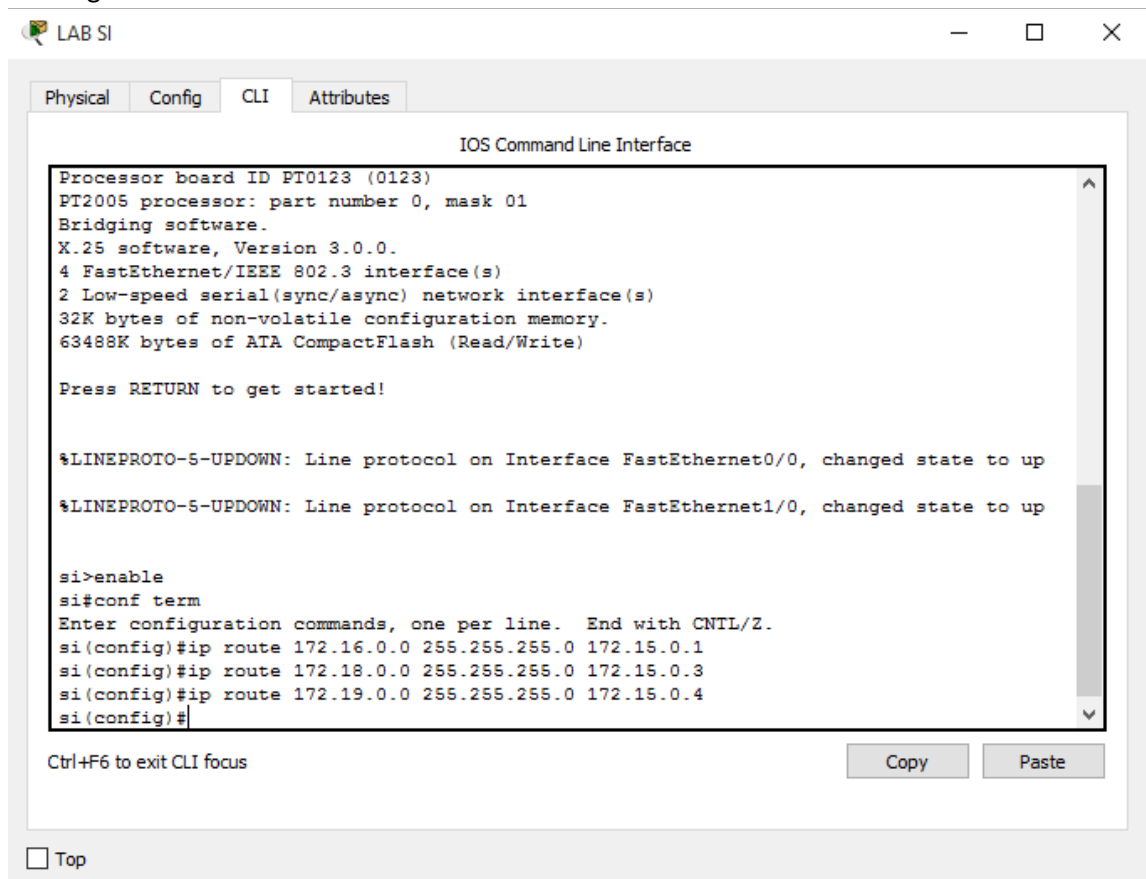 LAB SI
Physical Config CLI Attributes
IOS Command Line Interface
Processor board ID PT0123 (0123)
PT2005 processor: part number 0, mask 01
Bridging software.
X.25 software, Version 3.0.0.
4 FastEthernet/IEEE 802.3 interface(s)
2 Low-speed serial(sync/async) network interface(s)
32K bytes of non-volatile configuration memory.
63488K bytes of ATA CompactFlash (Read/Write)
Press RETURN to get started!
%LINEPROTO-5-UPDOWN: Line protocol on Interface FastEthernet0/0, changed state to up
%LINEPROTO-5-UPDOWN: Line protocol on Interface FastEthernet1/0, changed state to up
si>enable
si#conf term
Enter configuration commands, one per line.  End with CNTL/Z.
si(config)#ip route 172.16.0.0 255.255.255.0 172.15.0.1
si(config)#ip route 172.18.0.0 255.255.255.0 172.15.0.3
si(config)#ip route 172.19.0.0 255.255.255.0 172.15.0.4
si(config)#
Ctrl+F6 to exit CLI focus
Copy Paste
Top